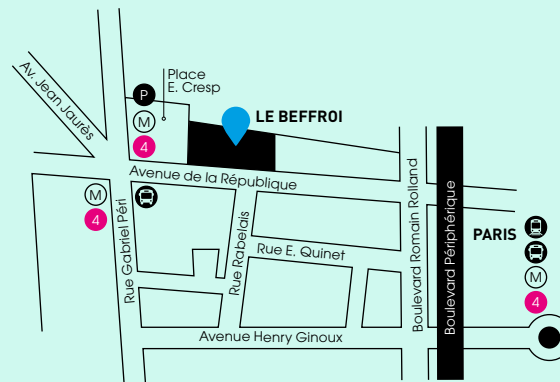 Av. Jean Jaurès
P
M
4
Place
E. Cresp
LE BEFFROI
Avenue de la République
M
4
Rue Gabriel Péri
Rue Rabelais
Rue E. Quinet
Boulevard Romain Rolland
Boulevard Périphérique
PARIS
M
4
Avenue Henry Ginoux